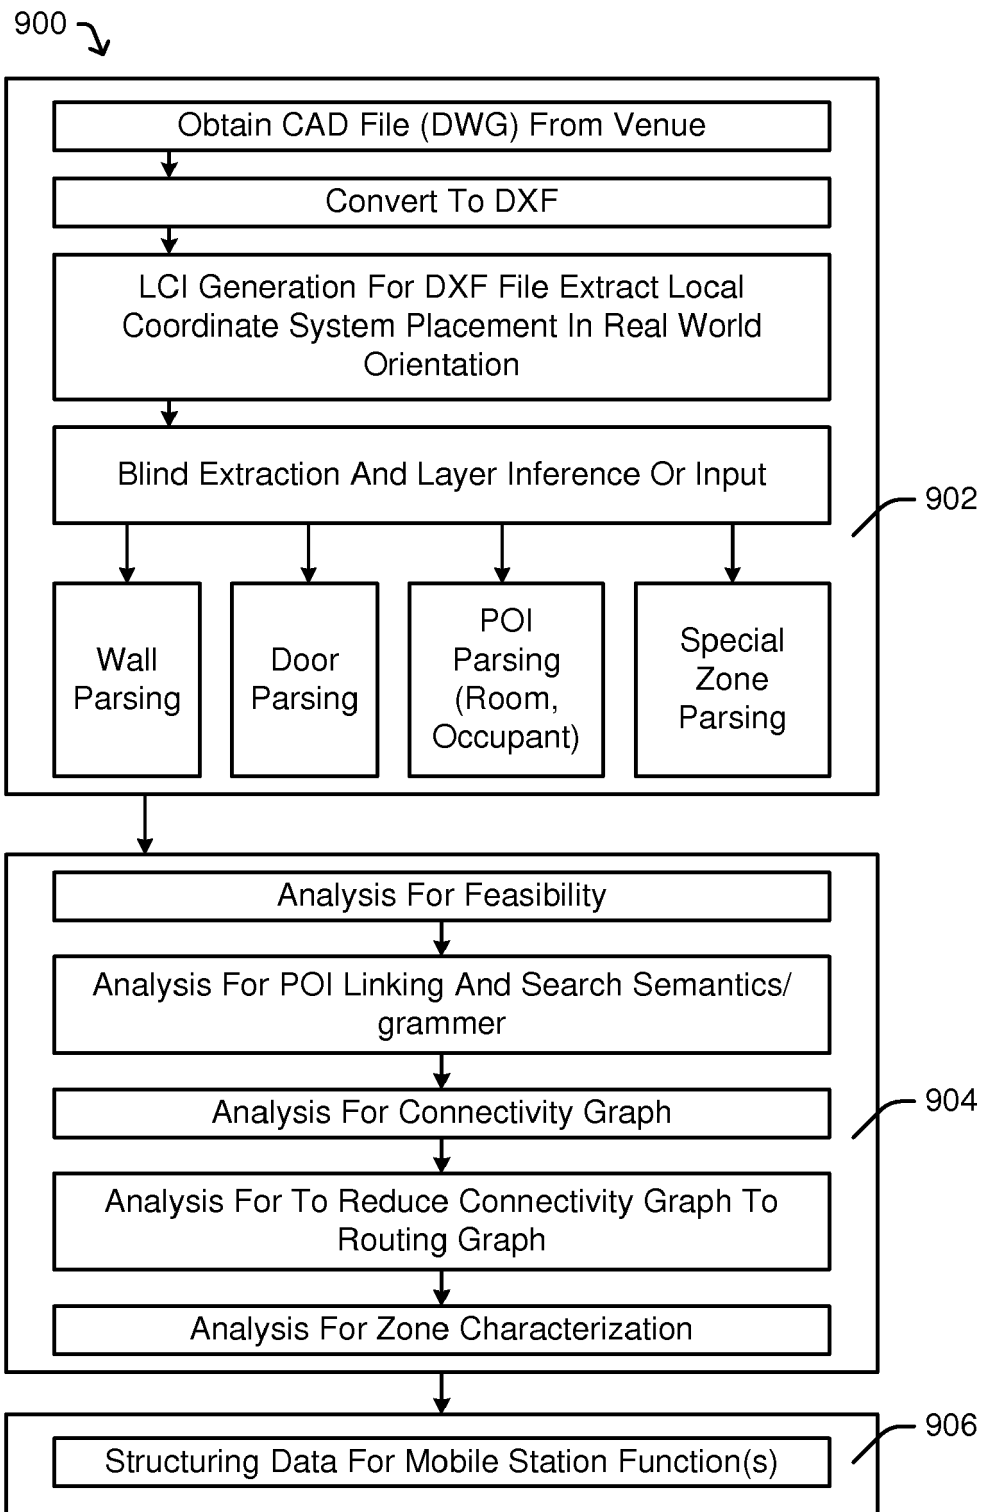 900
Obtain CAD File (DWG) From Venue
Convert To DXF
LCI Generation For DXF File Extract Local
Coordinate System Placement In Real World
Orientation
Blind Extraction And Layer Inference Or Input
902
Wall
Parsing
Door
Parsing
POI
Parsing
(Room,
Occupant)
Special
Zone
Parsing
Analysis For Feasibility
Analysis For POI Linking And Search Semantics/
grammer
Analysis For Connectivity Graph
904
Analysis For To Reduce Connectivity Graph To
Routing Graph
Analysis For Zone Characterization
906
Structuring Data For Mobile Station Function(s)